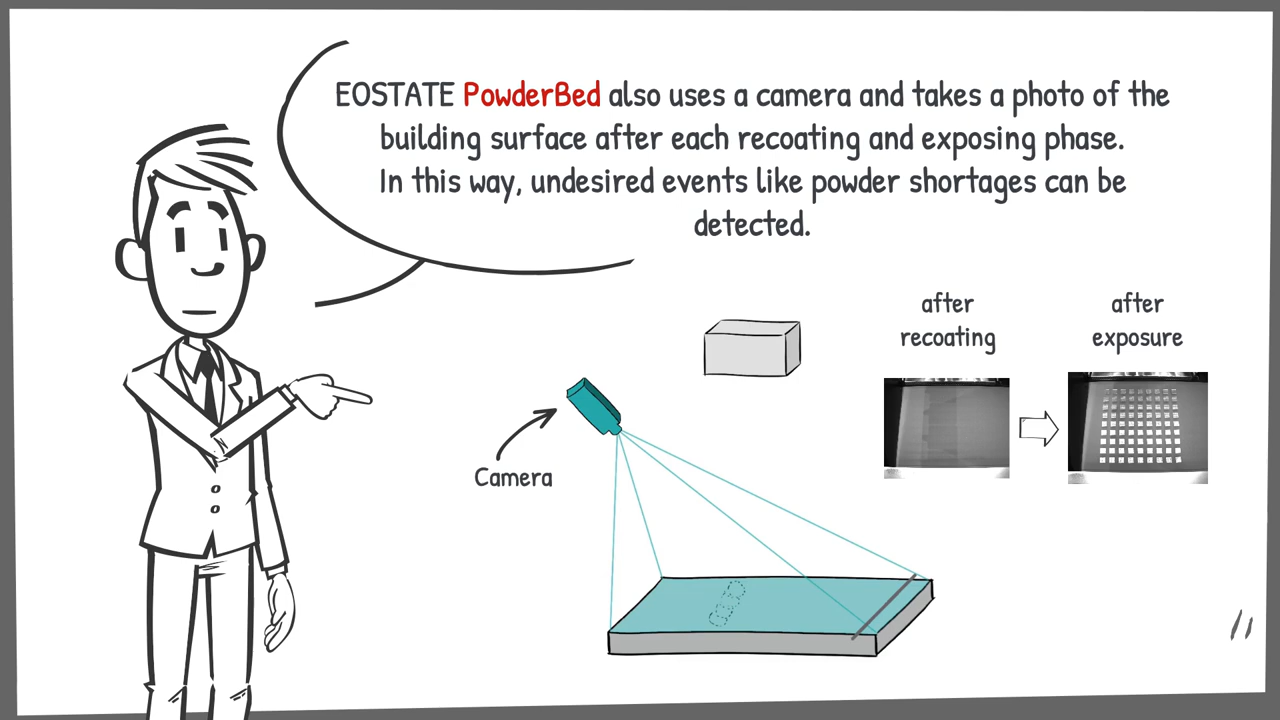 EOSTATE PowderBed also uses a camera and takes a photo of the
building surface after each recoating and exposing phase.
In this way, undesired events like powder shortages can be
detected.
after
recoating
after
exposure
Camera